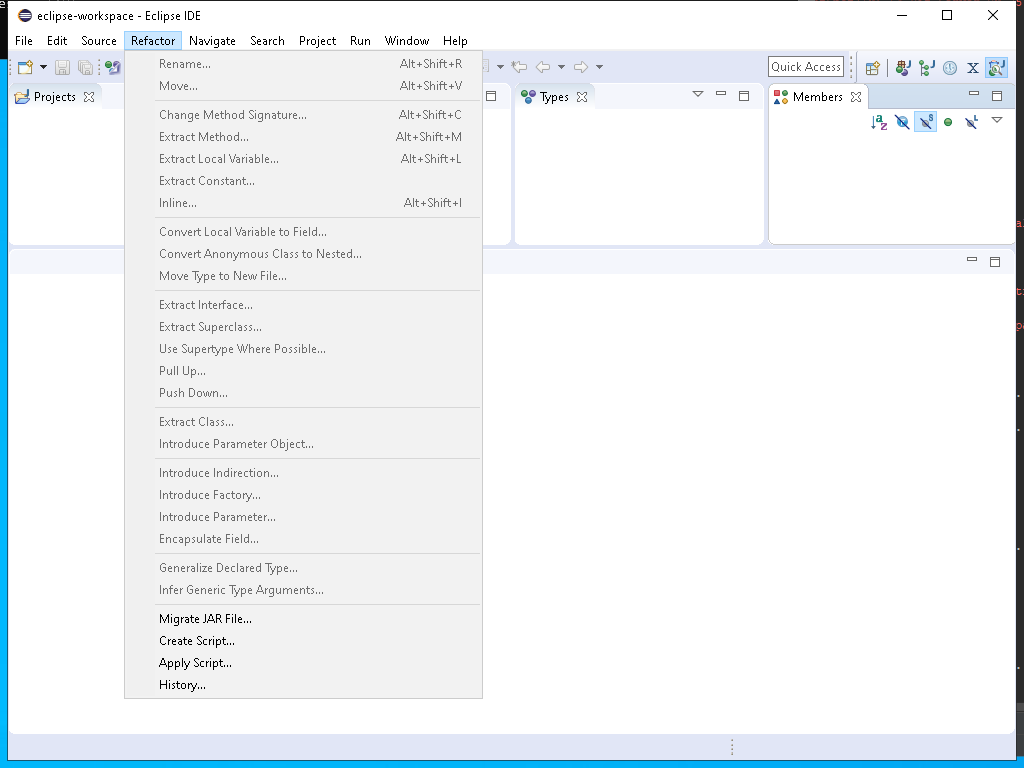 eclipse-workspace - Eclipse IDE
File Edit Source Refactor Navigate Search Project Run Window Help
Quick Access
Projects
Types
Members
Rename... Alt+Shift+R
Move... Alt+Shift+V
Change Method Signature... Alt+Shift+C
Extract Method... Alt+Shift+M
Extract Local Variable... Alt+Shift+L
Extract Constant...
Inline... Alt+Shift+I
Convert Local Variable to Field...
Convert Anonymous Class to Nested...
Move Type to New File...
Extract Interface...
Extract Superclass...
Use Supertype Where Possible...
Pull Up...
Push Down...
Extract Class...
Introduce Parameter Object...
Introduce Indirection...
Introduce Factory...
Introduce Parameter...
Encapsulate Field...
Generalize Declared Type...
Infer Generic Type Arguments...
Migrate JAR File...
Create Script...
Apply Script...
History...